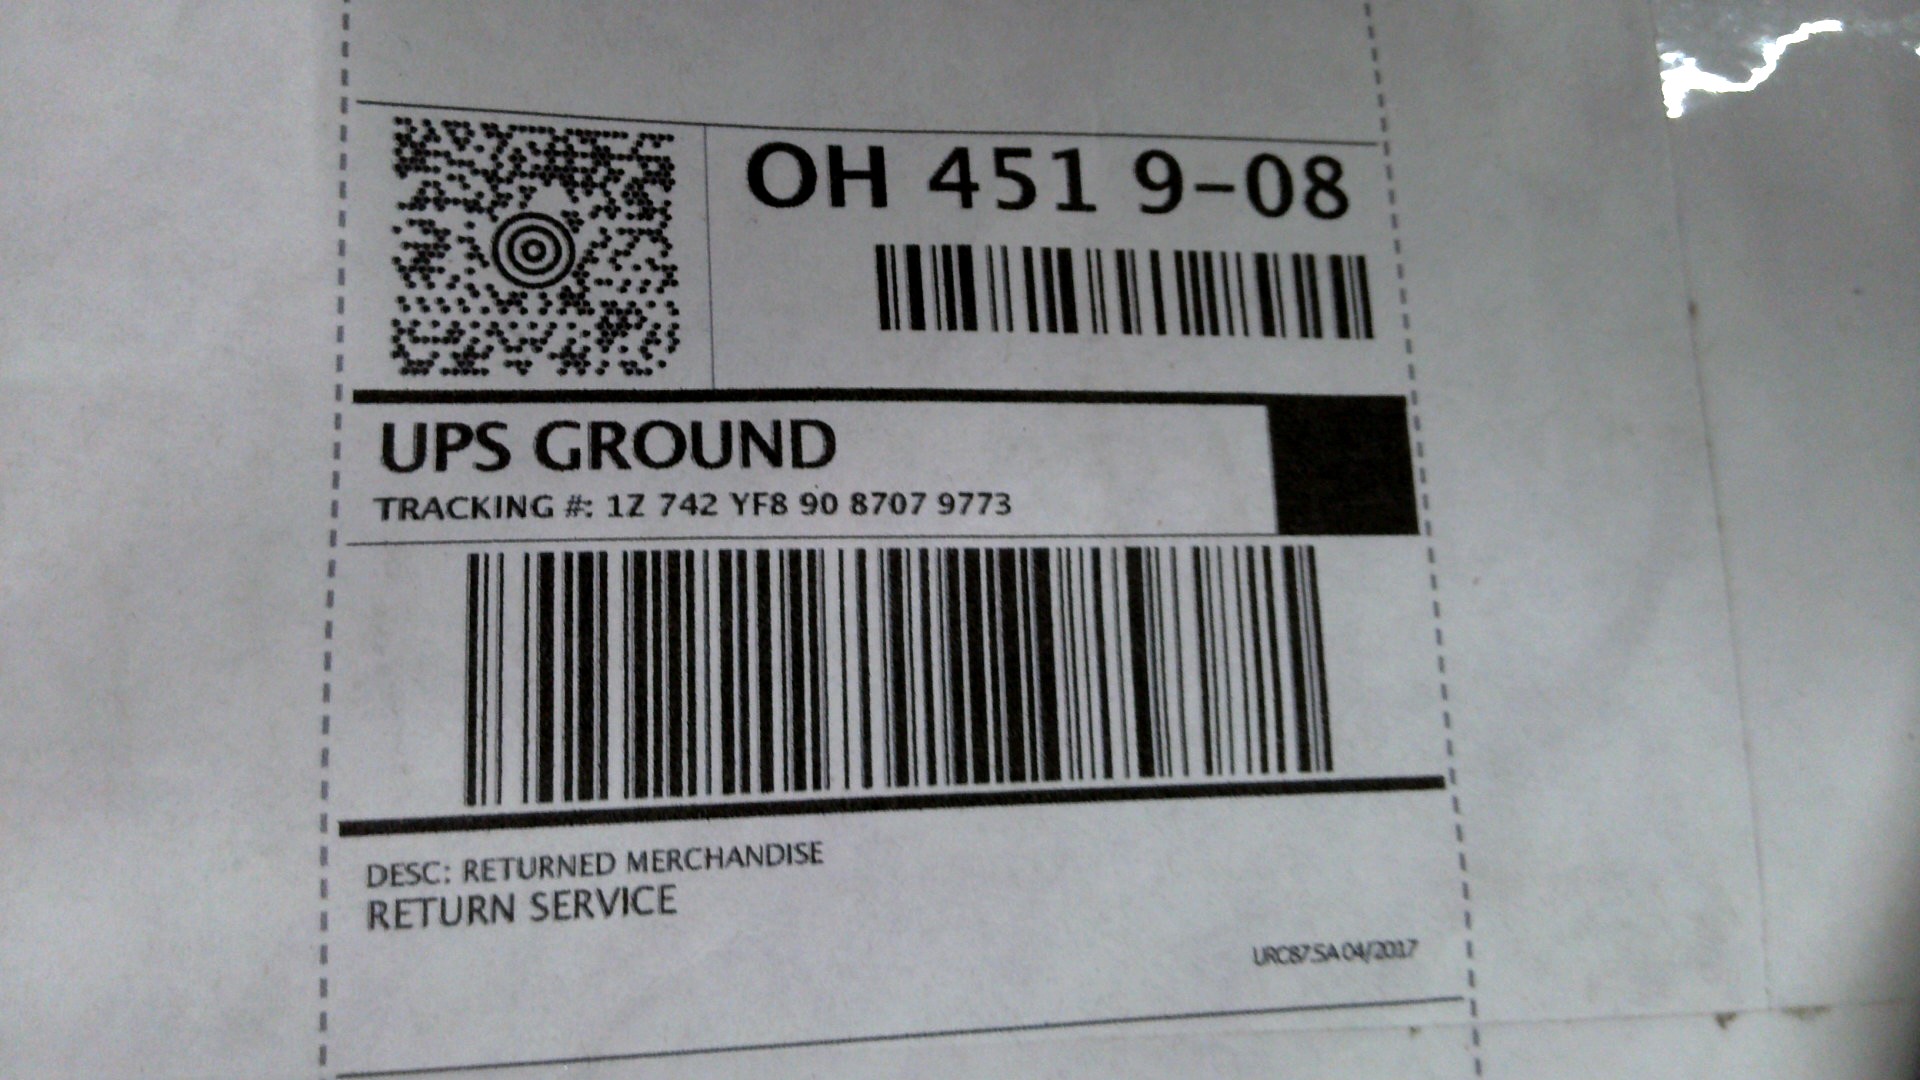 OH 451 9-08
UPS GROUND
TRACKING #: 1Z 742 YF8 90 8707 9773
DESC: RETURNED MERCHANDISE
RETURN SERVICE
URC87.5A 04/2017